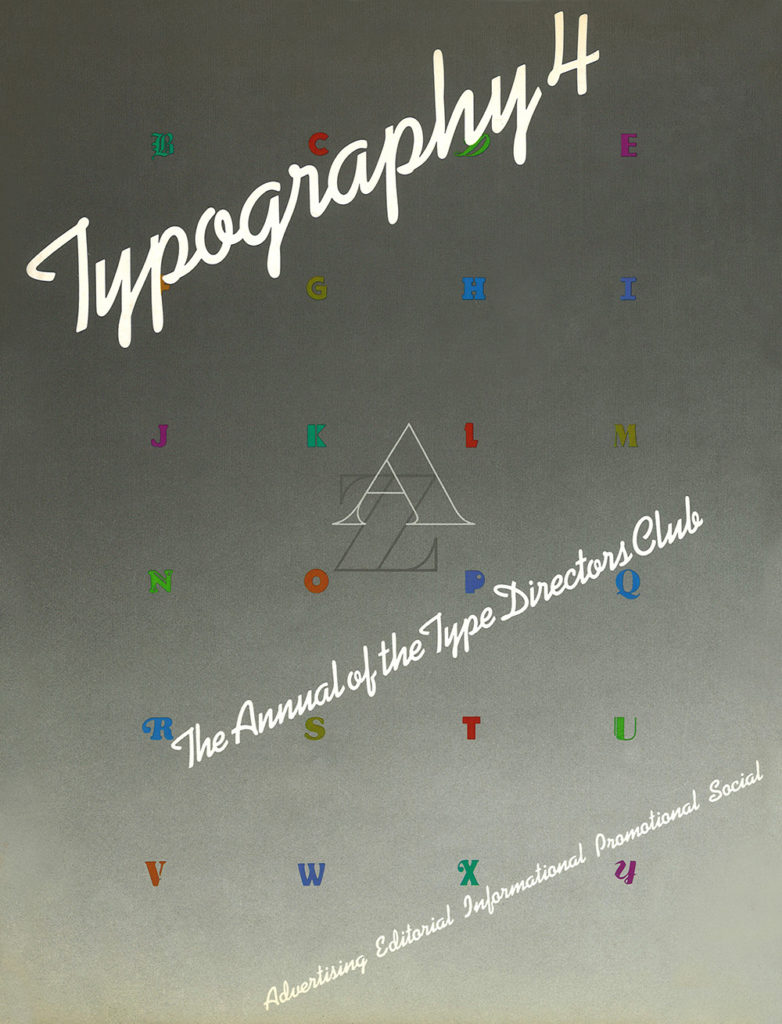 Typography 4
B C D E
F G H I
J K L M
A
Z
N O P Q
The Annual of the Type Directors Club
R S T U
V W X Y
Advertising Editorial Informational Promotional Social